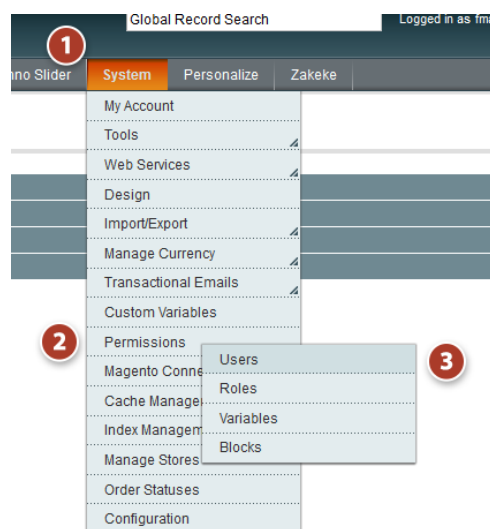 Global Record Search
Logged in as fma
1
nno Slider System Personalize Zakeke
My Account
Tools
Web Services
Design
Import/Export
Manage Currency
Transactional Emails
Custom Variables
2 Permissions
Users 3
Magento Conne
Roles
Cache Manage
Variables
Index Managem
Blocks
Manage Stores
Order Statuses
Configuration